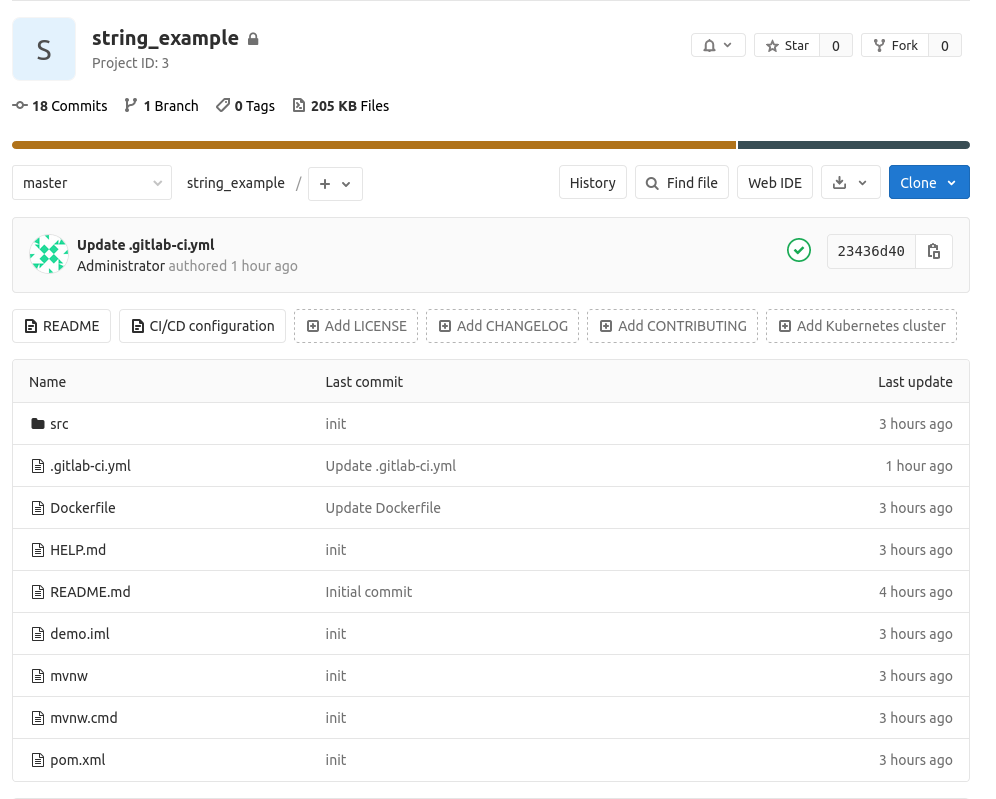 S
string_example
Project ID: 3
Star 0
Fork 0
18 Commits 1 Branch 0 Tags 205 KB Files
master string_example / + History Find file Web IDE Clone
Update .gitlab-ci.yml
Administrator authored 1 hour ago
23436d40
README CI/CD configuration Add LICENSE Add CHANGELOG Add CONTRIBUTING Add Kubernetes cluster
Name Last commit Last update
src init 3 hours ago
.gitlab-ci.yml Update .gitlab-ci.yml 1 hour ago
Dockerfile Update Dockerfile 3 hours ago
HELP.md init 3 hours ago
README.md Initial commit 4 hours ago
demo.iml init 3 hours ago
mvnw init 3 hours ago
mvnw.cmd init 3 hours ago
pom.xml init 3 hours ago